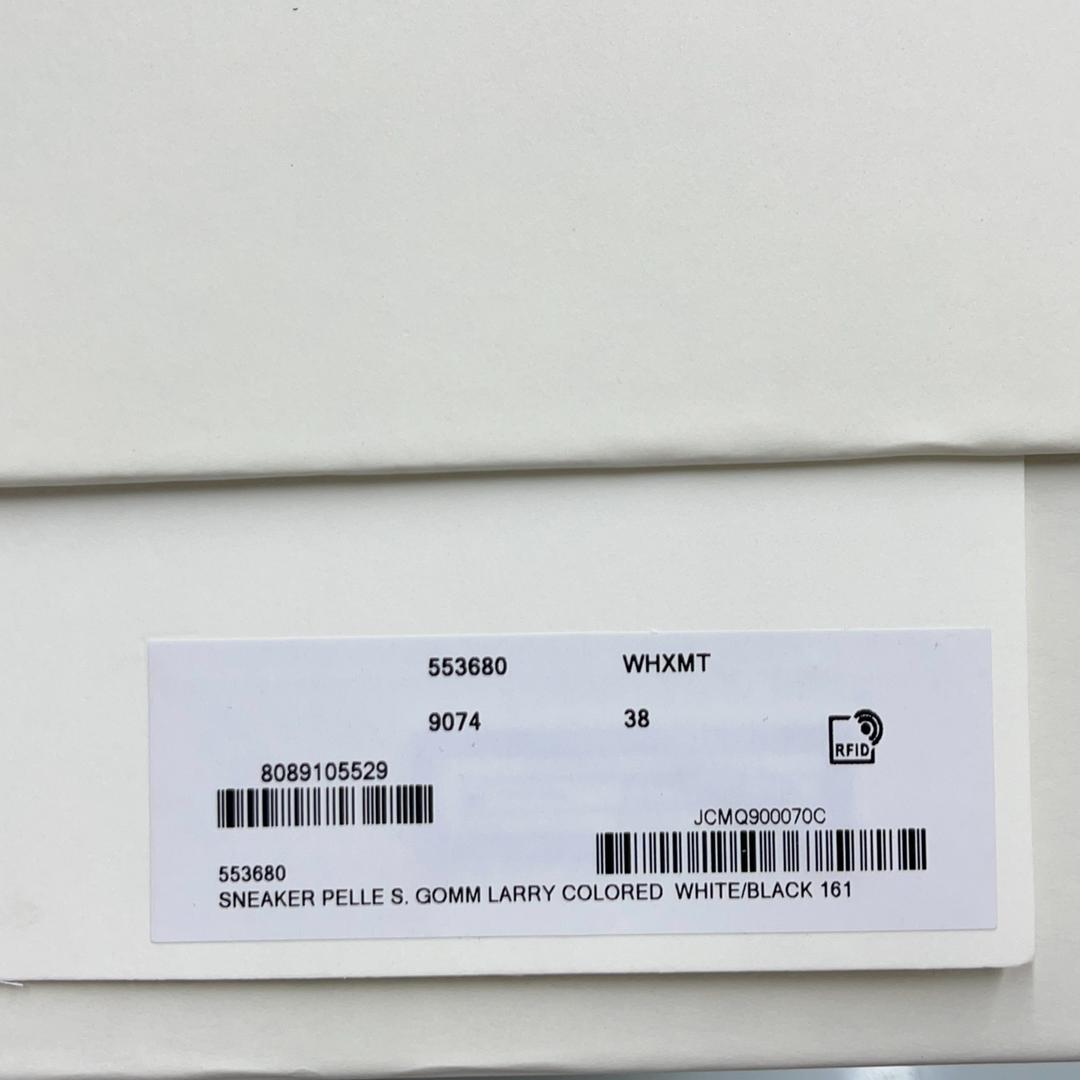 553680 WHXMT
9074 38
RFID
8089105529
JCMQ900070C
553680
SNEAKER PELLE S. GOMM LARRY COLORED WHITE/BLACK 161